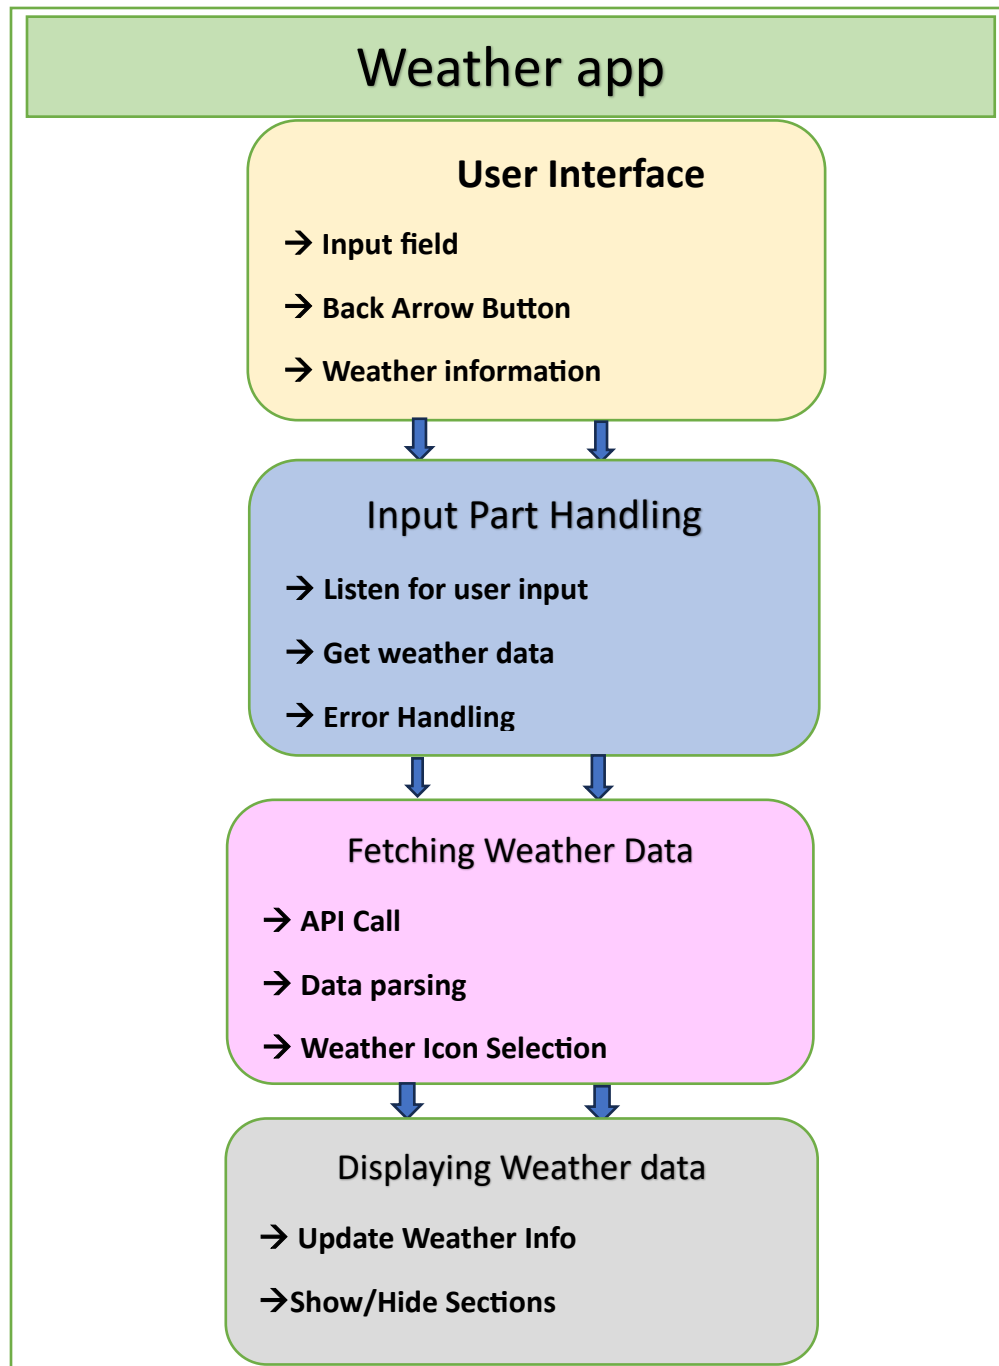 Weather app
User Interface
→ Input field
→ Back Arrow Button
→ Weather information
Input Part Handling
→ Listen for user input
→ Get weather data
→ Error Handling
Fetching Weather Data
→ API Call
→ Data parsing
→ Weather Icon Selection
Displaying Weather data
→ Update Weather Info
→Show/Hide Sections